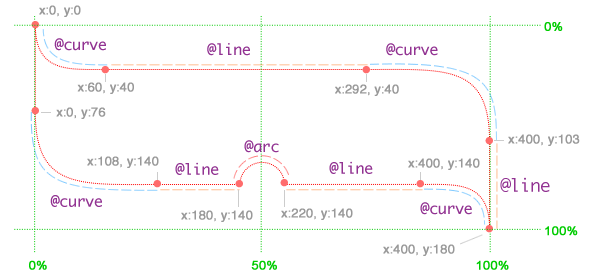 x:0, y:0
0%
@curve
@line
@curve
x:60, y:40
x:292, y:40
x:0, y:76
x:400, y:103
@arc
x:108, y:140
@line
@line
x:400, y:140
@line
@curve
x:180, y:140
x:220, y:140
@curve
100%
x:400, y:180
0%
50%
100%